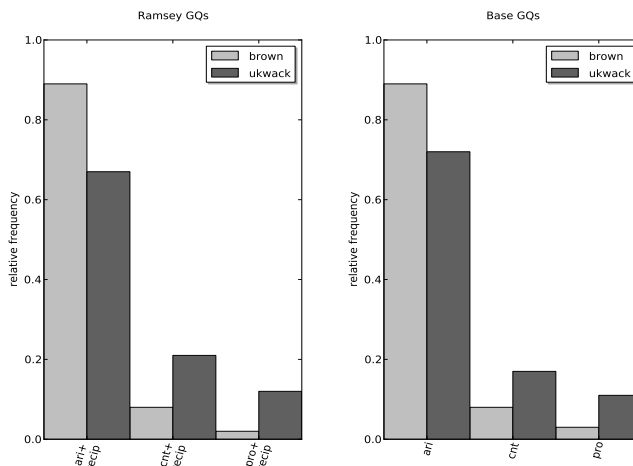 Ramsey GQs
1.0
0.8
0.6
0.4
0.2
0.0
relative frequency
brown
ukwack
ari+
ecip
cnt+
ecip
pro+
ecip
Base GQs
1.0
0.8
0.6
0.4
0.2
0.0
relative frequency
brown
ukwack
ari
cnt
pro